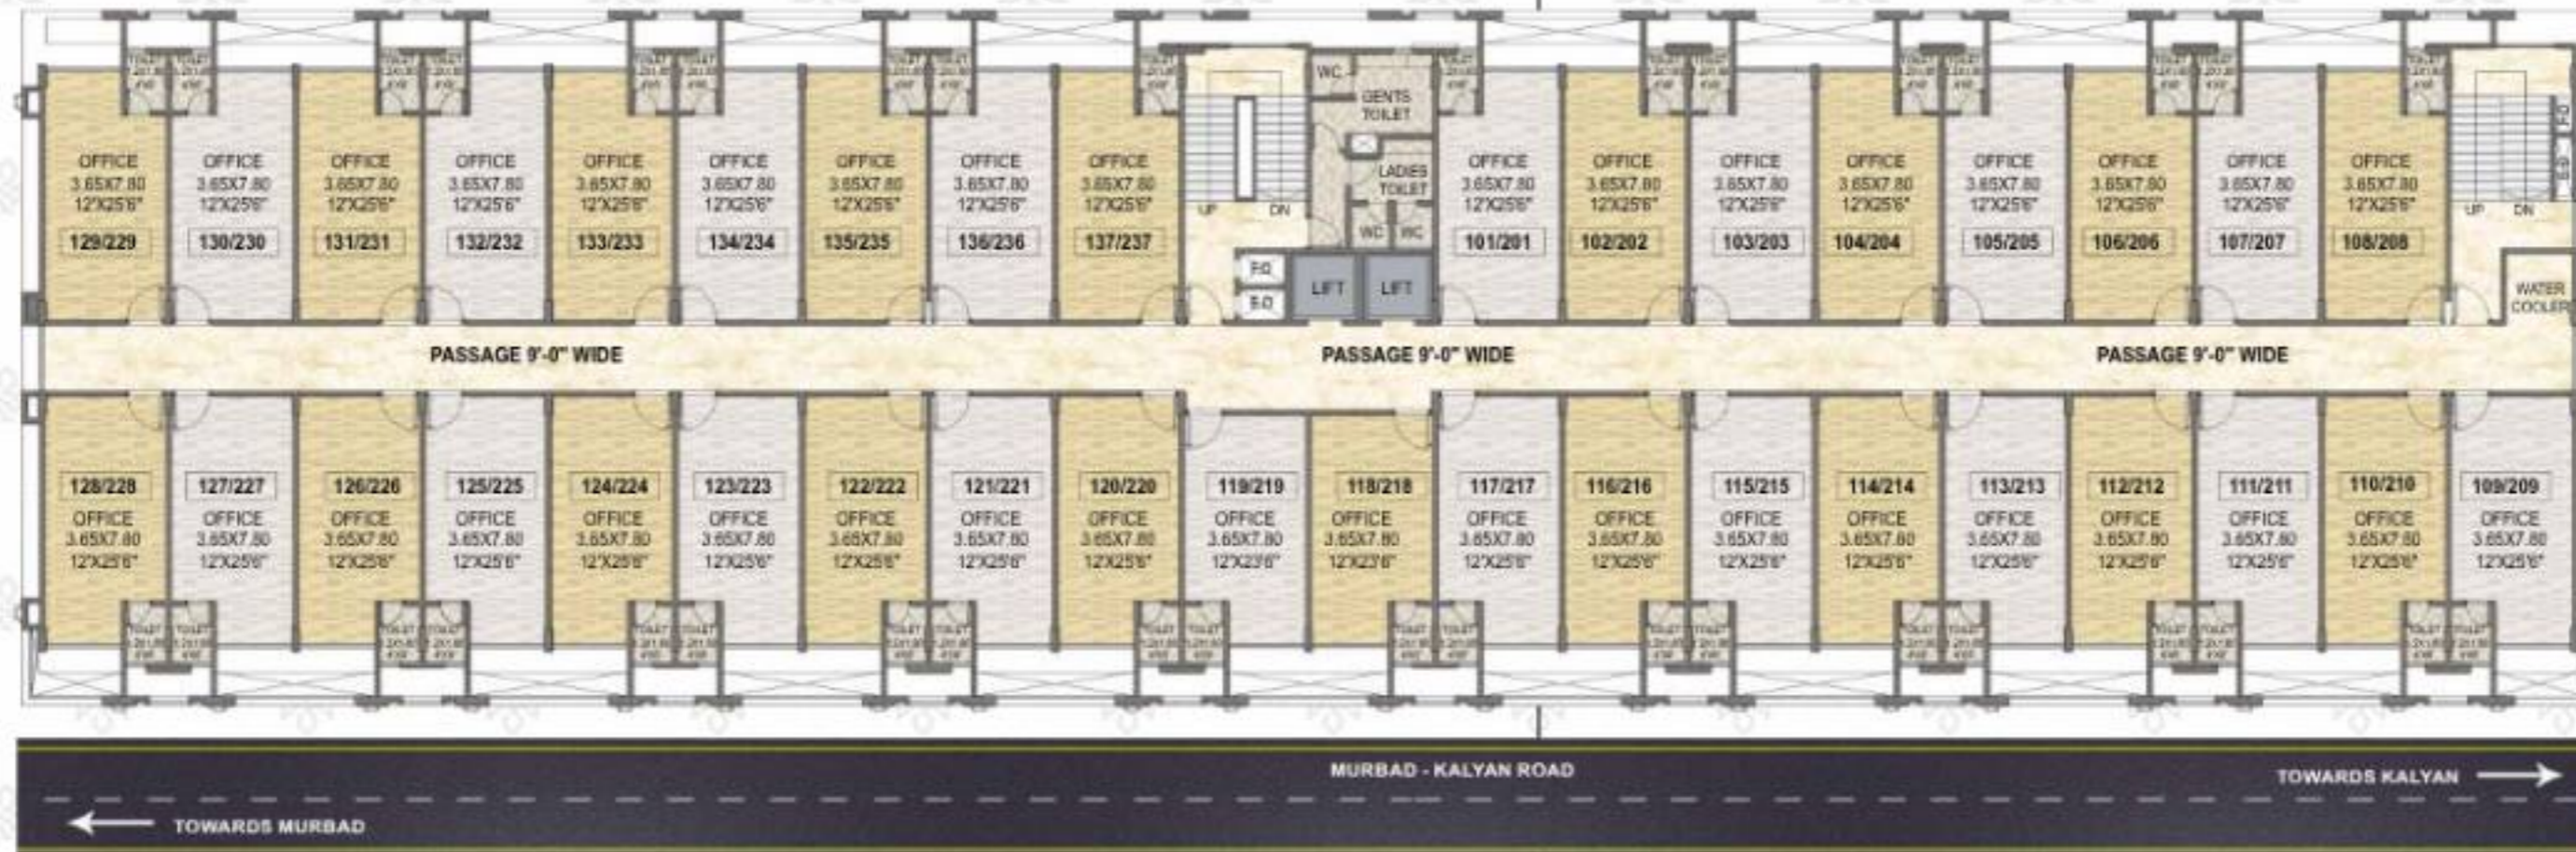 OFFICE
3.65X7.80
12'X25'6"
129/229
OFFICE
3.65X7.80
12'X25'6"
130/230
OFFICE
3.65X7.80
12'X25'6"
131/231
OFFICE
3.65X7.80
12'X25'6"
132/232
OFFICE
3.65X7.80
12'X25'6"
133/233
OFFICE
3.65X7.80
12'X25'6"
134/234
OFFICE
3.65X7.80
12'X25'6"
135/235
OFFICE
3.65X7.80
12'X25'6"
136/236
OFFICE
3.65X7.80
12'X25'6"
137/237
UP
DN
WC
GENTS
TOILET
LADIES
TOILET
WC
WC
LIFT
LIFT
OFFICE
3.65X7.80
12'X25'6"
101/201
OFFICE
3.65X7.80
12'X25'6"
102/202
OFFICE
3.65X7.80
12'X25'6"
103/203
OFFICE
3.65X7.80
12'X25'6"
104/204
OFFICE
3.65X7.80
12'X25'6"
105/205
OFFICE
3.65X7.80
12'X25'6"
106/206
OFFICE
3.65X7.80
12'X25'6"
107/207
OFFICE
3.65X7.80
12'X25'6"
108/208
UP
DN
WATER
COOLER
PASSAGE 9'-0" WIDE
PASSAGE 9'-0" WIDE
PASSAGE 9'-0" WIDE
128/228
OFFICE
3.65X7.80
12'X25'6"
127/227
OFFICE
3.65X7.80
12'X25'6"
126/226
OFFICE
3.65X7.80
12'X25'6"
125/225
OFFICE
3.65X7.80
12'X25'6"
124/224
OFFICE
3.65X7.80
12'X25'6"
123/223
OFFICE
3.65X7.80
12'X25'6"
122/222
OFFICE
3.65X7.80
12'X25'6"
121/221
OFFICE
3.65X7.80
12'X25'6"
120/220
OFFICE
3.65X7.80
12'X25'6"
119/219
OFFICE
3.65X7.80
12'X23'6"
118/218
OFFICE
3.65X7.80
12'X23'6"
117/217
OFFICE
3.65X7.80
12'X25'6"
116/216
OFFICE
3.65X7.80
12'X25'6"
115/215
OFFICE
3.65X7.80
12'X25'6"
114/214
OFFICE
3.65X7.80
12'X25'6"
113/213
OFFICE
3.65X7.80
12'X25'6"
112/212
OFFICE
3.65X7.80
12'X25'6"
111/211
OFFICE
3.65X7.80
12'X25'6"
110/210
OFFICE
3.65X7.80
12'X25'6"
109/209
OFFICE
3.65X7.80
12'X25'6"
MURBAD - KALYAN ROAD
TOWARDS KALYAN
TOWARDS MURBAD